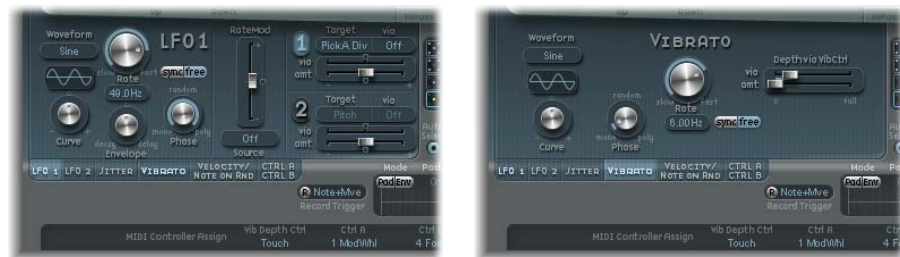 Waveform
LFO 1
RateMod
Target
via
Sine
1
PickA Div
Off
via
amt
slow
fast
sync free
Rate
random
49.0Hz
2
Target
via
Pitch
Off
via
amt
Curve
mono
poly
Phase
decay
delay
Envelope
Off
Source
LFO 1 LFO 2 JITTER VIBRATO VELOCITY/ NOTE ON RND CTRL A CTRL B
Mode
Pad Env
R Note+Mve
Record Trigger
MIDI Controller Assign
Vib Depth Ctrl
Touch
Ctrl A
1 ModWhl
Waveform
VIBRATO
Sine
Depth via VibCtrl
via
amt
0
full
random
slow
fast
Rate
mono
poly
6.00Hz
sync free
Curve
Phase
LFO 1 LFO 2 JITTER VIBRATO VELOCITY/ NOTE ON RND CTRL A CTRL B
Mode
Pad Env
R Note+Mve
Record Trigger
MIDI Controller Assign
Vib Depth Ctrl
Touch
Ctrl A
1 ModWhl